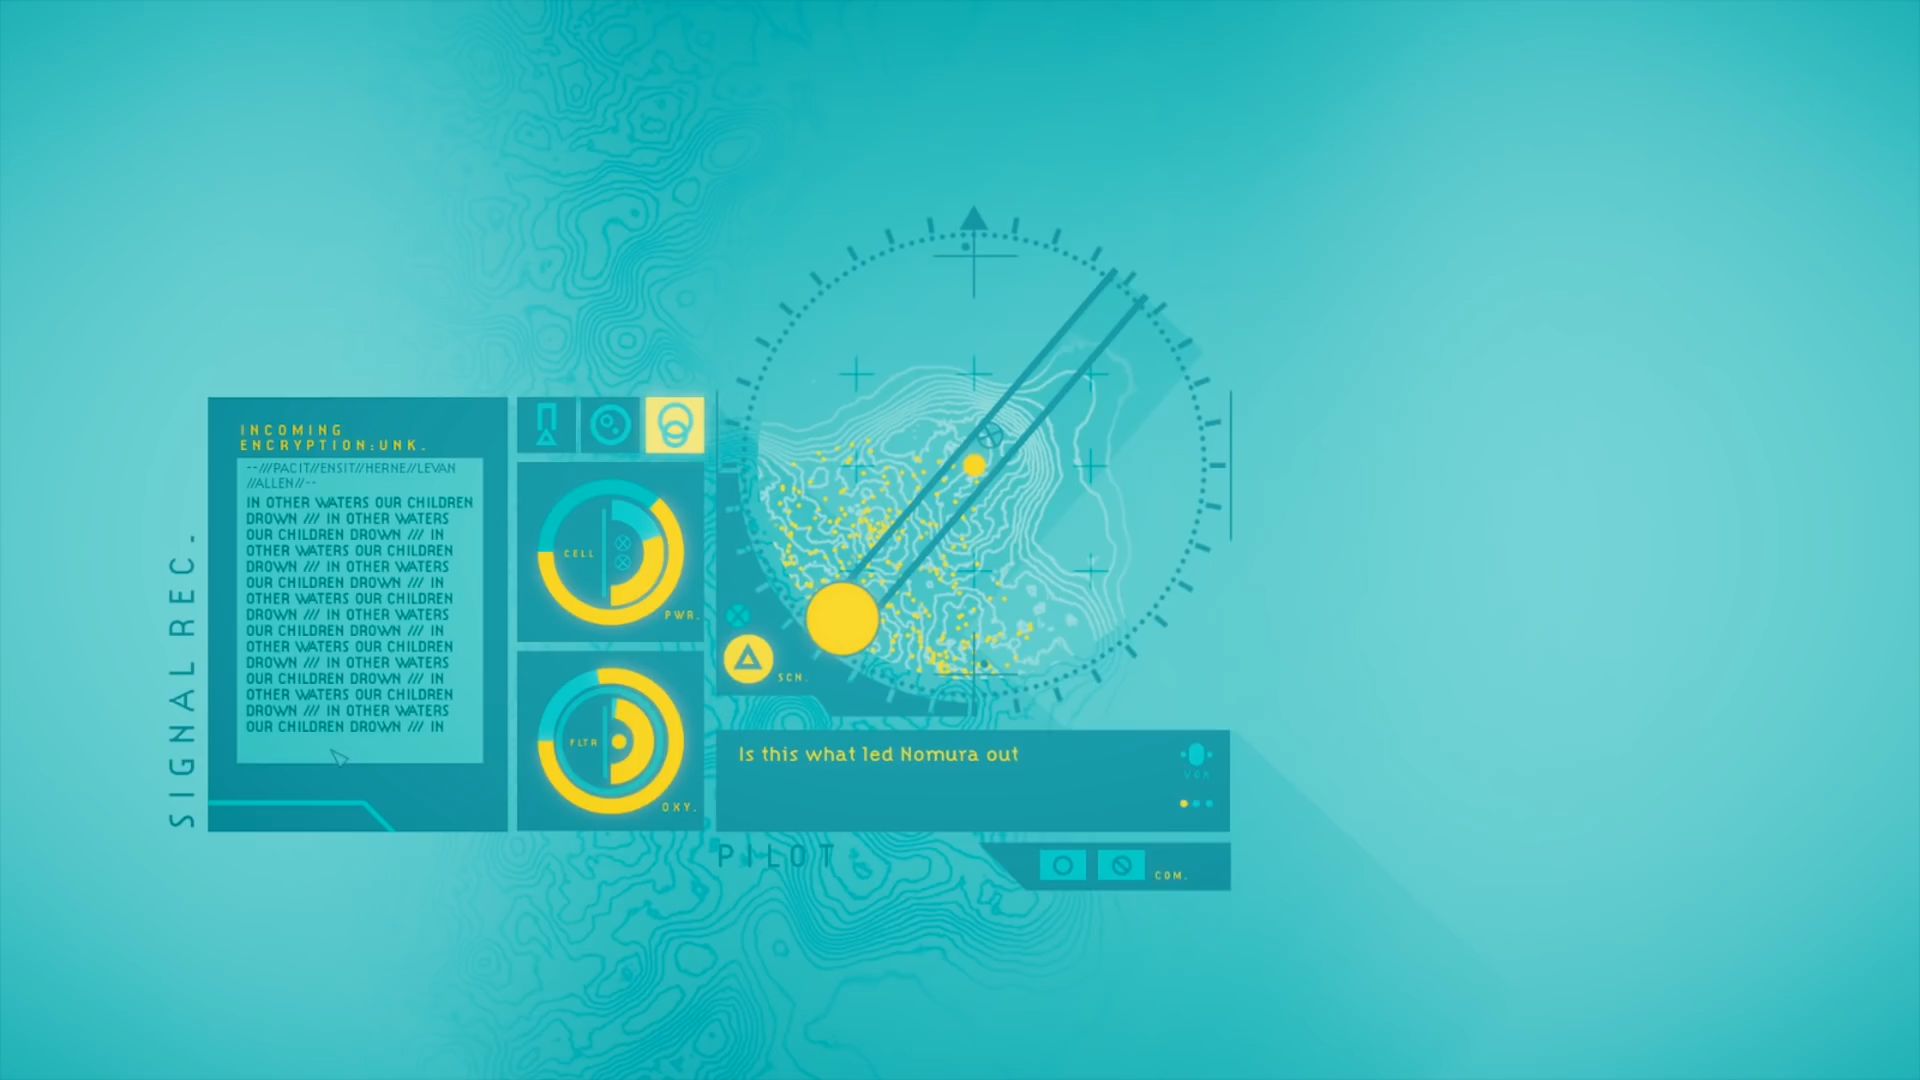 SIGNAL REC.
INCOMING
ENCRYPTION:UNK.
--///PACIT//ENSIT//HERNE//LEVAN
//ALLEN//--
IN OTHER WATERS OUR CHILDREN
DROWN /// IN OTHER WATERS
OUR CHILDREN DROWN /// IN
OTHER WATERS OUR CHILDREN
DROWN /// IN OTHER WATERS
OUR CHILDREN DROWN /// IN
OTHER WATERS OUR CHILDREN
DROWN /// IN OTHER WATERS
OUR CHILDREN DROWN /// IN
OTHER WATERS OUR CHILDREN
DROWN /// IN OTHER WATERS
OUR CHILDREN DROWN /// IN
OTHER WATERS OUR CHILDREN
DROWN /// IN OTHER WATERS
OUR CHILDREN DROWN /// IN
CELL
PWR.
FLTR
OXY.
SCN.
Is this what led Nomura out
VOX
PILOT
COM.